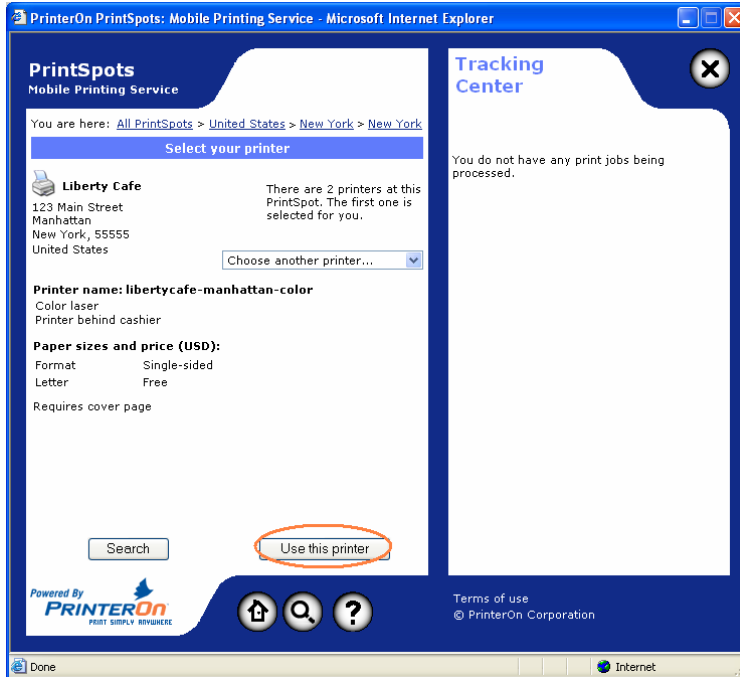 PrinterOn PrintSpots: Mobile Printing Service - Microsoft Internet Explorer
PrintSpots
Mobile Printing Service
You are here: All PrintSpots > United States > New York > New York
Select your printer
Liberty Cafe
123 Main Street
Manhattan
New York, 55555
United States
There are 2 printers at this
PrintSpot. The first one is
selected for you.
Choose another printer...
Printer name: libertycafe-manhattan-color
Color laser
Printer behind cashier
Paper sizes and price (USD):
Format Single-sided
Letter Free
Requires cover page
Search
Use this printer
Powered By
PRINTERON
PRINT SIMPLY ANYWHERE
?
Tracking
Center
X
You do not have any print jobs being
processed.
Terms of use
© PrinterOn Corporation
Done
Internet